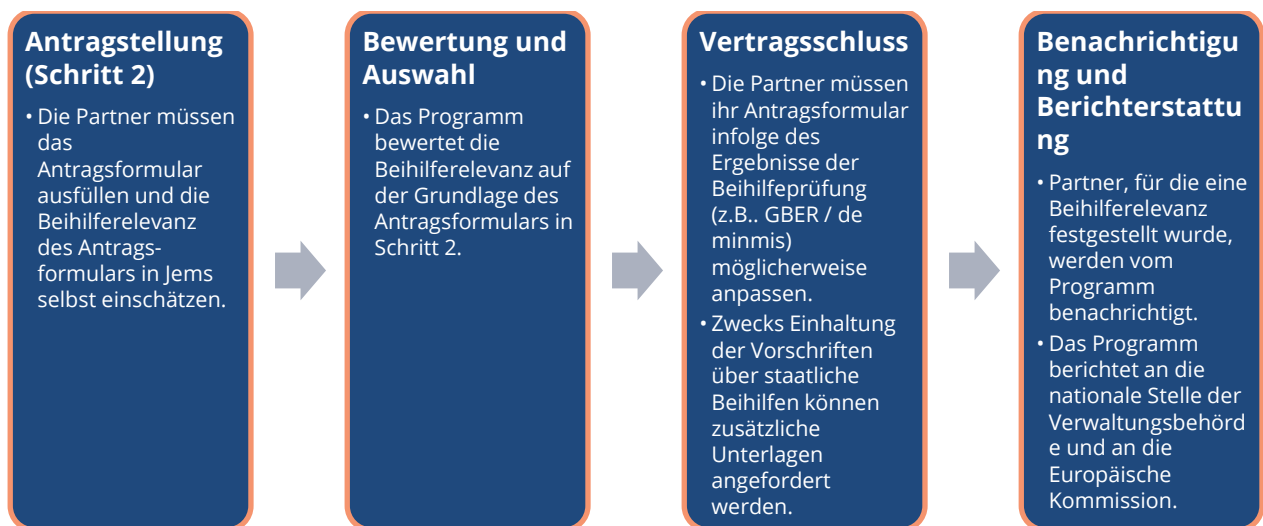 Antragstellung
(Schritt 2)
• Die Partner müssen
das
Antragsformular
ausfüllen und die
Beihilferelevanz
des Antrags-
formulars in Jems
selbst einschätzen.
Bewertung und
Auswahl
• Das Programm
bewertet die
Beihilferelevanz auf
der Grundlage des
Antragsformulars in
Schritt 2.
Vertragsschluss
• Die Partner müssen
ihr Antragsformular
infolge des
Ergebnisse der
Beihilfeprüfung
(z.B.. GBER / de
minmis)
möglicherweise
anpassen.
• Zwecks Einhaltung
der Vorschriften
über staatliche
Beihilfen können
zusätzliche
Unterlagen
angefordert
werden.
Benachrichtigu
ng und
Berichterstattu
ng
• Partner, für die eine
Beihilferelevanz
festgestellt wurde,
werden vom
Programm
benachrichtigt.
• Das Programm
berichtet an die
nationale Stelle der
Verwaltungsbehörd
e und an die
Europäische
Kommission.